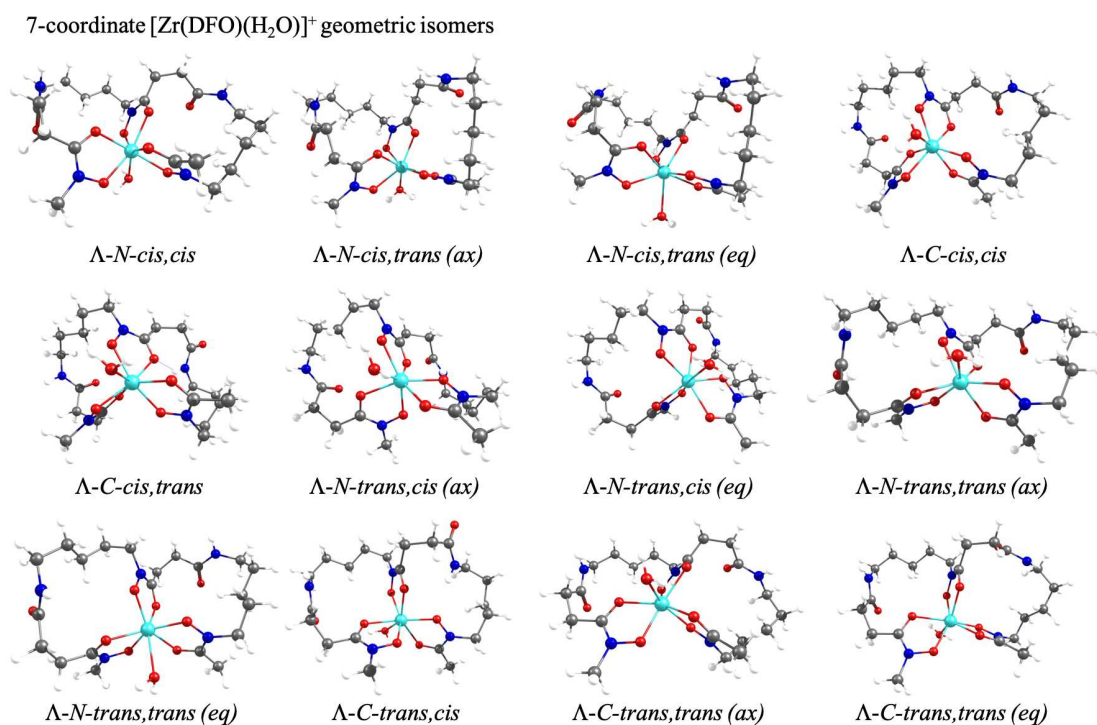 7-coordinate [Zr(DFO)(H₂O)]⁺ geometric isomers
Λ-N-cis,cis
Λ-N-cis,trans (ax)
Λ-N-cis,trans (eq)
Λ-C-cis,cis
Λ-C-cis,trans
Λ-N-trans,cis (ax)
Λ-N-trans,cis (eq)
Λ-N-trans,trans (ax)
Λ-N-trans,trans (eq)
Λ-C-trans,cis
Λ-C-trans,trans (ax)
Λ-C-trans,trans (eq)